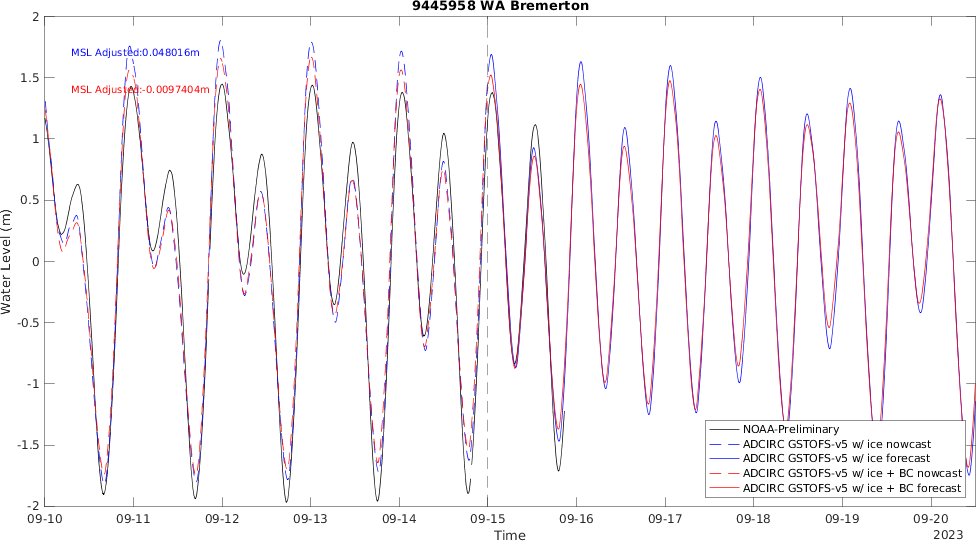 9445958 WA Bremerton
MSL Adjusted:0.048016m
MSL Adjusted:-0.0097404m
Water Level (m)
2
1.5
1
0.5
0
-0.5
-1
-1.5
-2
NOAA-Preliminary
ADCIRC GSTOFS-v5 w/ ice nowcast
ADCIRC GSTOFS-v5 w/ ice forecast
ADCIRC GSTOFS-v5 w/ ice + BC nowcast
ADCIRC GSTOFS-v5 w/ ice + BC forecast
09-10 09-11 09-12 09-13 09-14 09-15 09-16 09-17 09-18 09-19 09-20
Time
2023